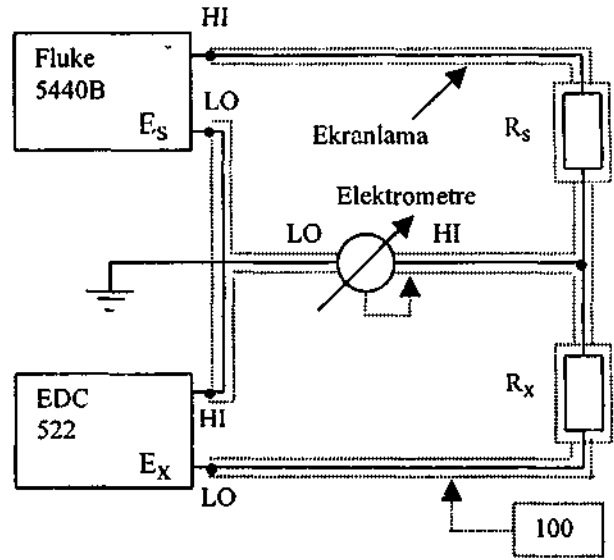 HI
Fluke
5440B
E_S
LO
Ekranlama
R_S
Elektrometre
LO
HI
R_X
EDC
522
E_X
HI
LO
100